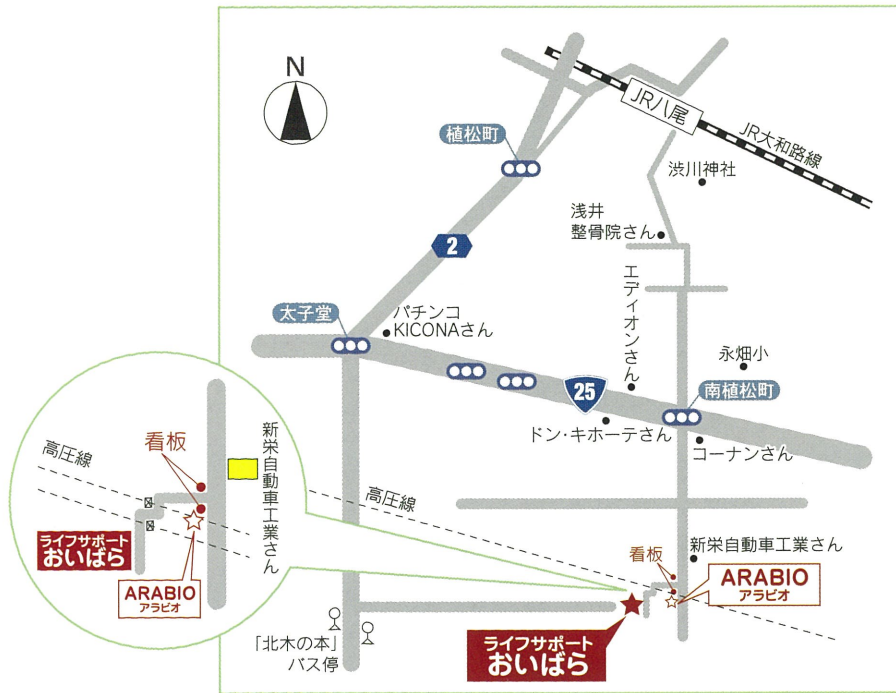 N
JR八尾
JR大和路線
植松町
渋川神社
浅井
整骨院さん
2
エディオンさん
太子堂
パチンコ
KICONAさん
永畑小
25
南植松町
ドン・キホーテさん
コーナンさん
高圧線
新栄自動車工業さん
看板
ARABIO
アラビオ
ライフサポート
おいばら
「北木の本」
バス停
看板
高圧線
新栄自動車工業さん
ライフサポート
おいばら
ARABIO
アラビオ